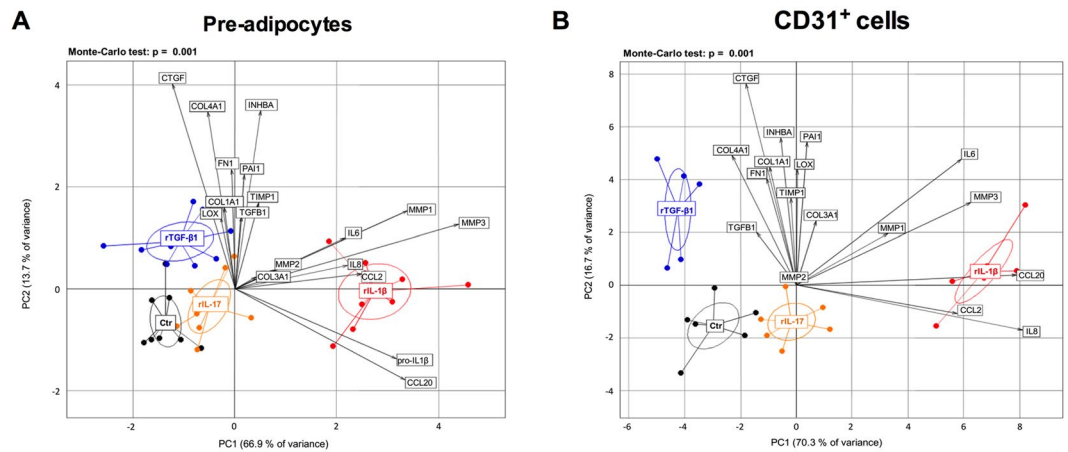 A
Pre-adipocytes
Monte-Carlo test: p = 0.001
CTGF
COL4A1
INHBA
FN1
PAI1
COL1A1
TIMP1
LOX
TGFB1
MMP1
MMP3
IL6
rTGF-β1
MMP2
IL8
COL3A1
CCL2
rIL-1β
rIL-17
Ctr
pro-IL1β
CCL20
4
2
0
-2
-2
0
2
4
PC2 (13.7 % of variance)
PC1 (66.9 % of variance)
B
CD31+ cells
Monte-Carlo test: p = 0.001
CTGF
INHBA
PAI1
COL4A1
COL1A1
LOX
IL6
FN1
TIMP1
MMP3
rTGF-β1
COL3A1
TGFB1
MMP1
MMP2
rIL-1β
CCL20
CCL2
rIL-17
Ctr
IL8
8
6
4
2
0
-2
-4
-6
-4
-2
0
2
4
6
8
PC2 (16.7 % of variance)
PC1 (70.3 % of variance)